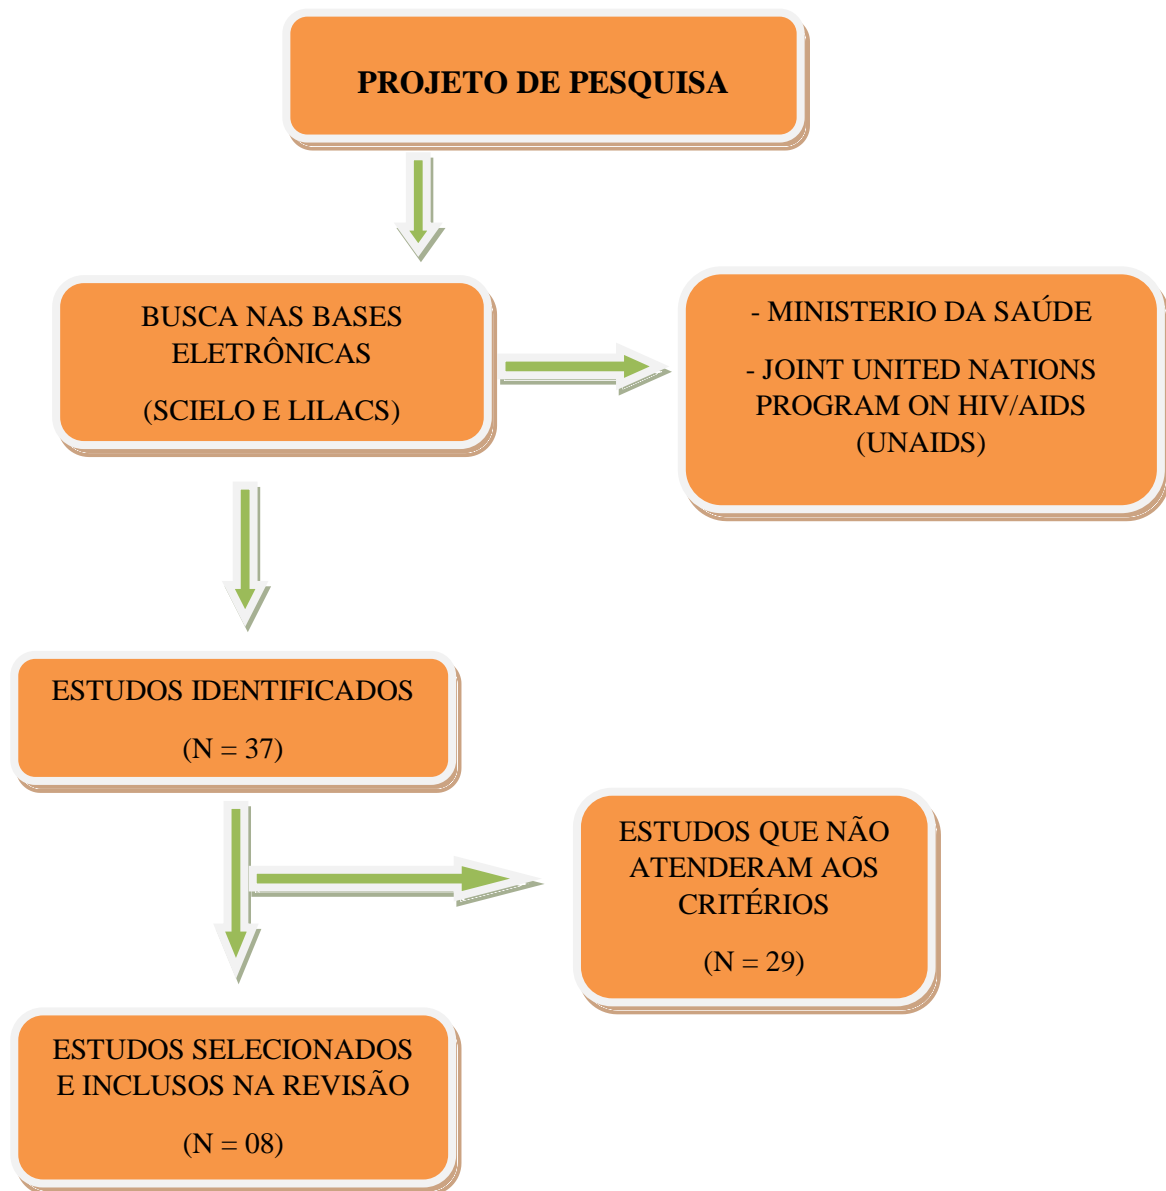 PROJETO DE PESQUISA
BUSCA NAS BASES
ELETRÔNICAS
(SCIELO E LILACS)
- MINISTERIO DA SAÚDE
- JOINT UNITED NATIONS
PROGRAM ON HIV/AIDS
(UNAIDS)
ESTUDOS IDENTIFICADOS
(N = 37)
ESTUDOS QUE NÃO
ATENDERAM AOS
CRITÉRIOS
(N = 29)
ESTUDOS SELECIONADOS
E INCLUSOS NA REVISÃO
(N = 08)